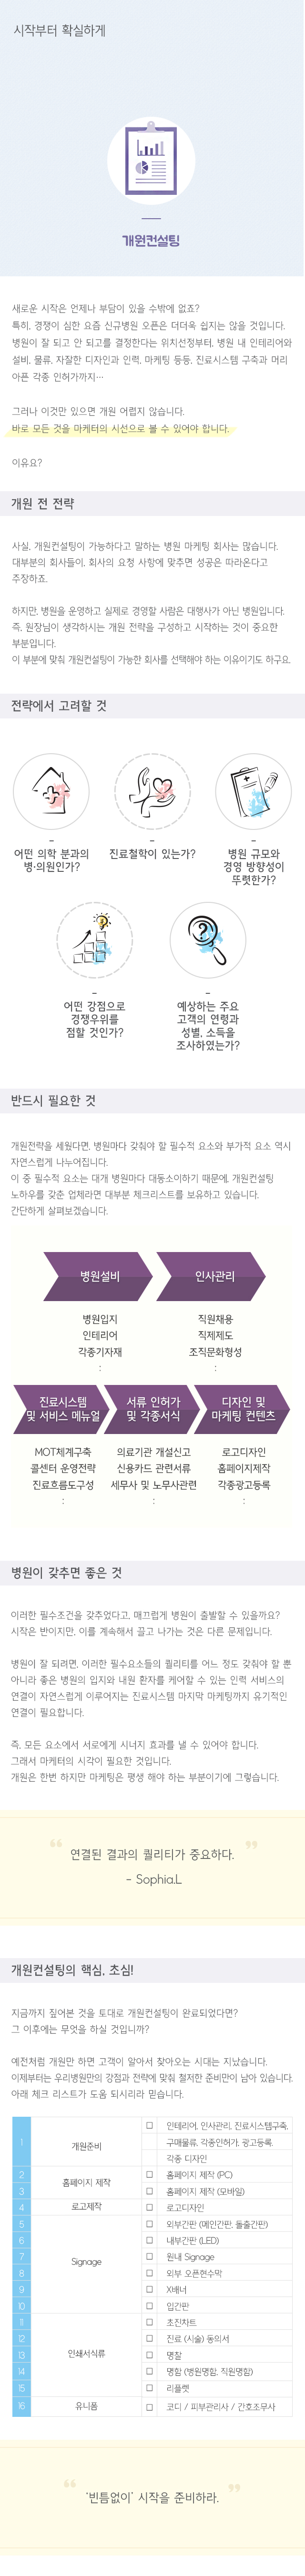 시작부터 확실하게
개원컨설팅
새로운 시작은 언제나 부담이 있을 수밖에 없죠?
특히, 경쟁이 심한 요즘 신규병원 오픈은 더더욱 쉽지는 않을 것입니다.
병원이 잘 되고 안 되고를 결정한다는 위치선정부터, 병원 내 인테리어와
설비, 물류, 자잘한 디자인과 인력, 마케팅 등등, 진료시스템 구축과 머리
아픈 각종 인허가까지…
그러나 이것만 있으면 개원 어렵지 않습니다.
바로 모든 것을 마케터의 시선으로 볼 수 있어야 합니다.
이유요?
개원 전 전략
사실, 개원컨설팅이 가능하다고 말하는 병원 마케팅 회사는 많습니다.
대부분의 회사들이, 회사의 요청 사항에 맞추면 성공은 따라온다고
주장하죠.
하지만, 병원을 운영하고 실제로 경영할 사람은 대행사가 아닌 병원입니다.
즉, 원장님이 생각하시는 개원 전략을 구성하고 시작하는 것이 중요한
부분입니다.
이 부분에 맞춰 개원컨설팅이 가능한 회사를 선택해야 하는 이유이기도 하구요.
전략에서 고려할 것
어떤 의학 분과의
병·의원인가?
진료철학이 있는가?
병원 규모와
경영 방향성이
뚜렷한가?
어떤 강점으로
경쟁우위를
점할 것인가?
예상하는 주요
고객의 연령과
성별, 소득을
조사하였는가?
반드시 필요한 것
개원전략을 세웠다면, 병원마다 갖춰야 할 필수적 요소와 부가적 요소 역시
자연스럽게 나누어집니다.
이 중 필수적 요소는 대개 병원마다 대동소이하기 때문에, 개원컨설팅
노하우를 갖춘 업체라면 대부분 체크리스트를 보유하고 있습니다.
간단하게 살펴보겠습니다.
병원설비
인사관리
병원입지
인테리어
각종기자재
:
직원채용
직제제도
조직문화형성
:
진료시스템
및 서비스 메뉴얼
서류 인허가
및 각종서식
디자인 및
마케팅 컨텐츠
MOT체계구축
콜센터 운영전략
진료흐름도구성
:
의료기관 개설신고
신용카드 관련서류
세무사 및 노무사관련
:
로고디자인
홈페이지제작
각종광고등록
:
병원이 갖추면 좋은 것
이러한 필수조건을 갖추었다고, 매끄럽게 병원이 출발할 수 있을까요?
시작은 반이지만, 이를 계속해서 끌고 나가는 것은 다른 문제입니다.
병원이 잘 되려면, 이러한 필수요소들의 퀄리티를 어느 정도 갖춰야 할 뿐
아니라 좋은 병원의 입지와 내원 환자를 케어할 수 있는 인력 서비스의
연결이 자연스럽게 이루어지는 진료시스템 마지막 마케팅까지 유기적인
연결이 필요합니다.
즉, 모든 요소에서 서로에게 시너지 효과를 낼 수 있어야 합니다.
그래서 마케터의 시각이 필요한 것입니다.
개원은 한번 하지만 마케팅은 평생 해야 하는 부분이기에 그렇습니다.
“ 연결된 결과의 퀄리티가 중요하다. ”
- Sophia.L
개원컨설팅의 핵심, 초심!
지금까지 짚어본 것을 토대로 개원컨설팅이 완료되었다면?
그 이후에는 무엇을 하실 것입니까?
예전처럼 개원만 하면 고객이 알아서 찾아오는 시대는 지났습니다.
이제부터는 우리병원만의 강점과 전략에 맞춰 철저한 준비만이 남아 있습니다.
아래 체크 리스트가 도움 되시리라 믿습니다.
1 개원준비 □ 인테리어, 인사관리, 진료시스템구축,
구매물류, 각종인허가, 광고등록,
각종 디자인
2 홈페이지 제작 □ 홈페이지 제작 (PC)
3 □ 홈페이지 제작 (모바일)
4 로고제작 □ 로고디자인
5 Signage □ 외부간판 (메인간판, 돌출간판)
6 □ 내부간판 (LED)
7 □ 원내 Signage
8 □ 외부 오픈현수막
9 □ X배너
10 □ 입간판
11 인쇄서식류 □ 초진차트
12 □ 진료 (시술) 동의서
13 □ 명찰
14 □ 명함 (병원명함, 직원명함)
15 □ 리플렛
16 유니폼 □ 코디 / 피부관리사 / 간호조무사
“ ‘빈틈없이’ 시작을 준비하라. ”